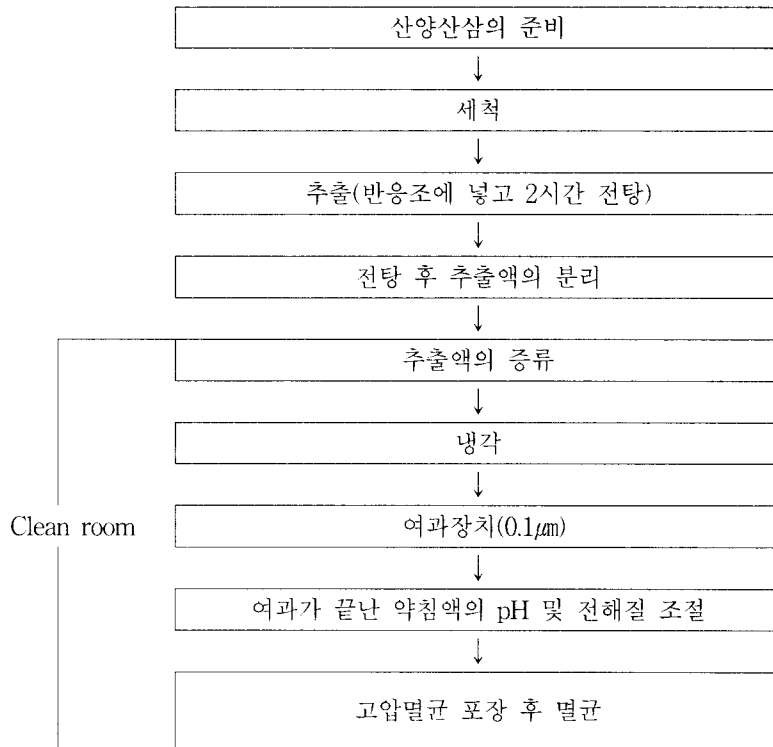 산양산삼의 준비
↓
세척
↓
추출(반응조에 넣고 2시간 전탕)
↓
전탕 후 추출액의 분리
↓
추출액의 증류
↓
냉각
↓
Clean room
여과장치(0.1㎛)
↓
여과가 끝난 약침액의 pH 및 전해질 조절
↓
고압멸균 포장 후 멸균